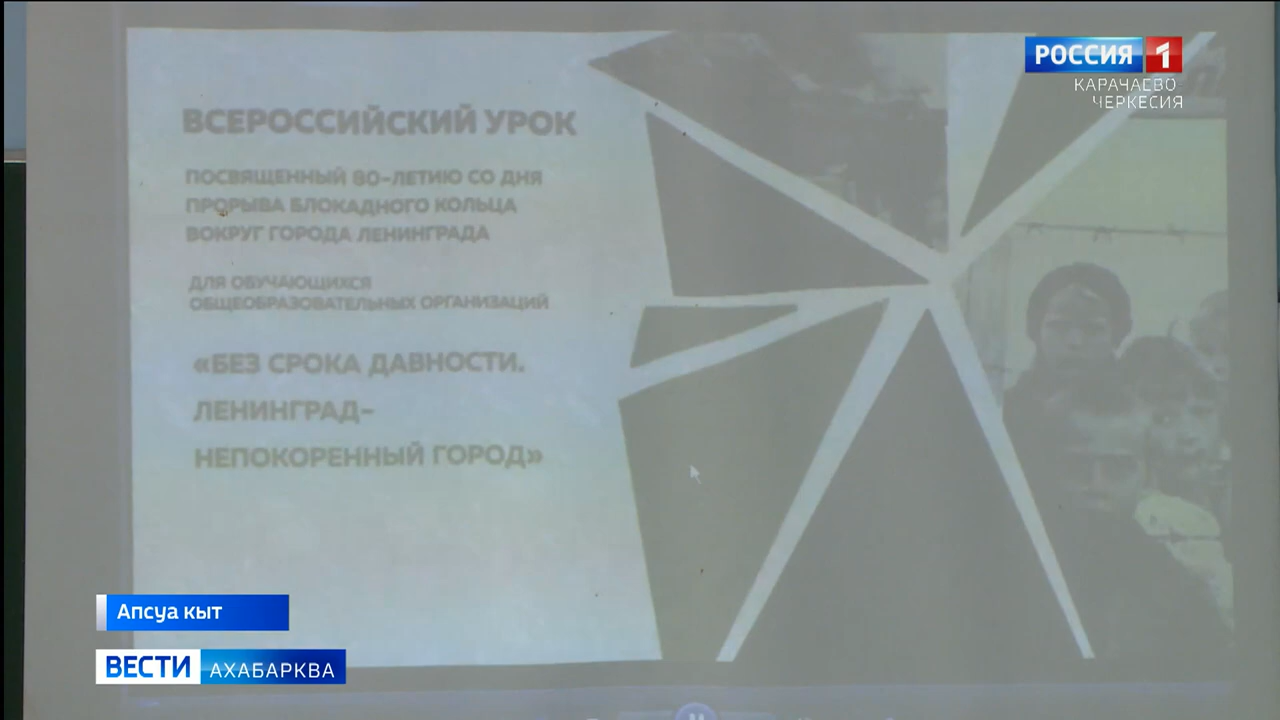 РОССИЯ 1
КАРАЧАЕВО
ЧЕРКЕСИЯ
ВСЕРОССИЙСКИЙ УРОК
ПОСВЯЩЕННЫЙ 80-ЛЕТИЮ СО ДНЯ
ПРОРЫВА БЛОКАДНОГО КОЛЬЦА
ВОКРУГ ГОРОДА ЛЕНИНГРАДА
ДЛЯ ОБУЧАЮЩИХСЯ
ОБЩЕОБРАЗОВАТЕЛЬНЫХ ОРГАНИЗАЦИЙ
«БЕЗ СРОКА ДАВНОСТИ.
ЛЕНИНГРАД-
НЕПОКОРЕННЫЙ ГОРОД»
Апсуа кыт
ВЕСТИ АХАБАРКВА